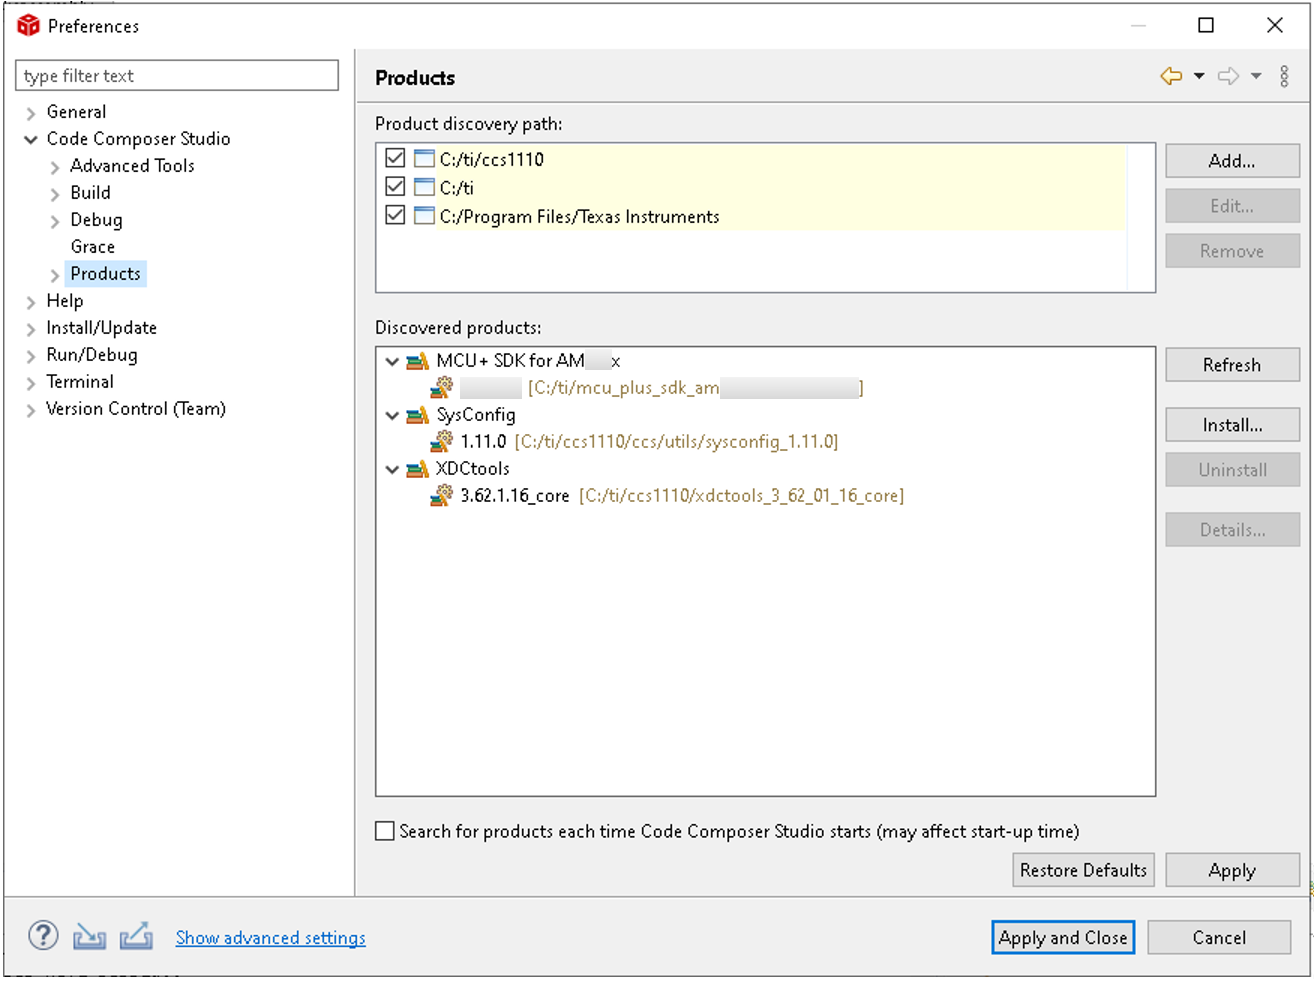 Preferences
type filter text
General
Code Composer Studio
Advanced Tools
Build
Debug
Grace
Products
Help
Install/Update
Run/Debug
Terminal
Version Control (Team)
Products
Product discovery path:
C:/ti/ccs1110
C:/ti
C:/Program Files/Texas Instruments
Add...
Edit...
Remove
Discovered products:
MCU+ SDK for AM x
[C:/ti/mcu_plus_sdk_am ]
SysConfig
1.11.0 [C:/ti/ccs1110/ccs/utils/sysconfig_1.11.0]
XDCtools
3.62.1.16_core [C:/ti/ccs1110/xdctools_3_62_01_16_core]
Refresh
Install...
Uninstall
Details...
Search for products each time Code Composer Studio starts (may affect start-up time)
Restore Defaults
Apply
?
Show advanced settings
Apply and Close
Cancel